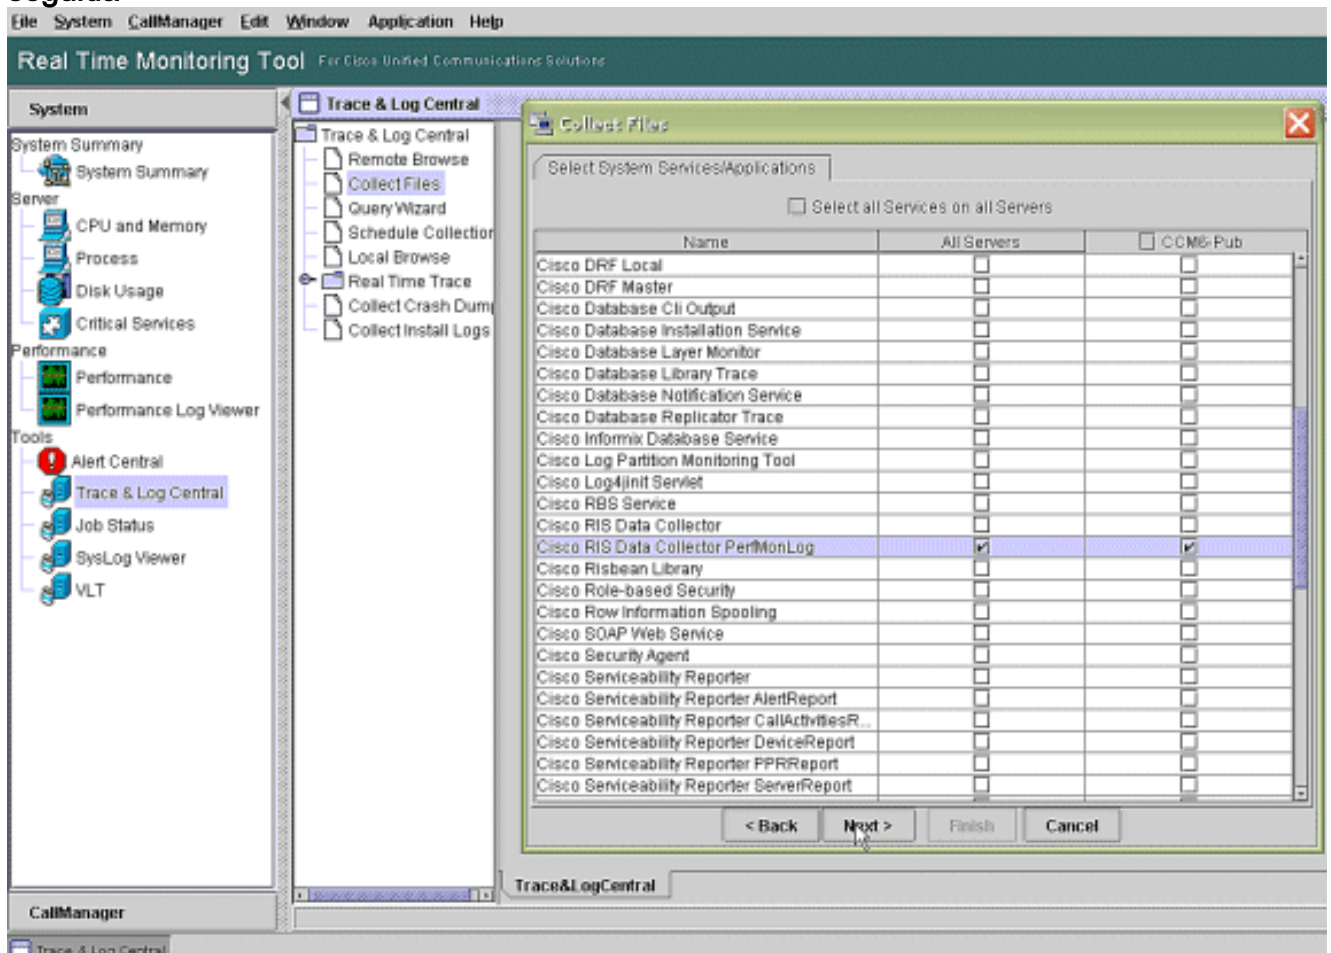 File System CallManager Edit Window Application Help
Real Time Monitoring Tool For Cisco Unified Communications Solutions
System
System Summary
System Summary
Server
CPU and Memory
Process
Disk Usage
Critical Services
Performance
Performance
Performance Log Viewer
Tools
Alert Central
Trace & Log Central
Job Status
SysLog Viewer
VLT
CallManager
Trace & Log Central
Trace & Log Central
Remote Browse
Collect Files
Query Wizard
Schedule Collection
Local Browse
Real Time Trace
Collect Crash Dum
Collect Install Logs
Collect Files
Select System Services/Applications
Select all Services on all Servers
Name All Servers CCM6-Pub
Cisco DRF Local
Cisco DRF Master
Cisco Database Cli Output
Cisco Database Installation Service
Cisco Database Layer Monitor
Cisco Database Library Trace
Cisco Database Notification Service
Cisco Database Replicator Trace
Cisco Informix Database Service
Cisco Log Partition Monitoring Tool
Cisco Log4jinit Servlet
Cisco RBS Service
Cisco RIS Data Collector
Cisco RIS Data Collector PerfMonLog
Cisco Risbean Library
Cisco Role-based Security
Cisco Row Information Spooling
Cisco SOAP Web Service
Cisco Security Agent
Cisco Serviceability Reporter
Cisco Serviceability Reporter AlertReport
Cisco Serviceability Reporter CallActivitiesR...
Cisco Serviceability Reporter DeviceReport
Cisco Serviceability Reporter PPRReport
Cisco Serviceability Reporter ServerReport
< Back Next > Finish Cancel
Trace&LogCentral
Trace & Log Central